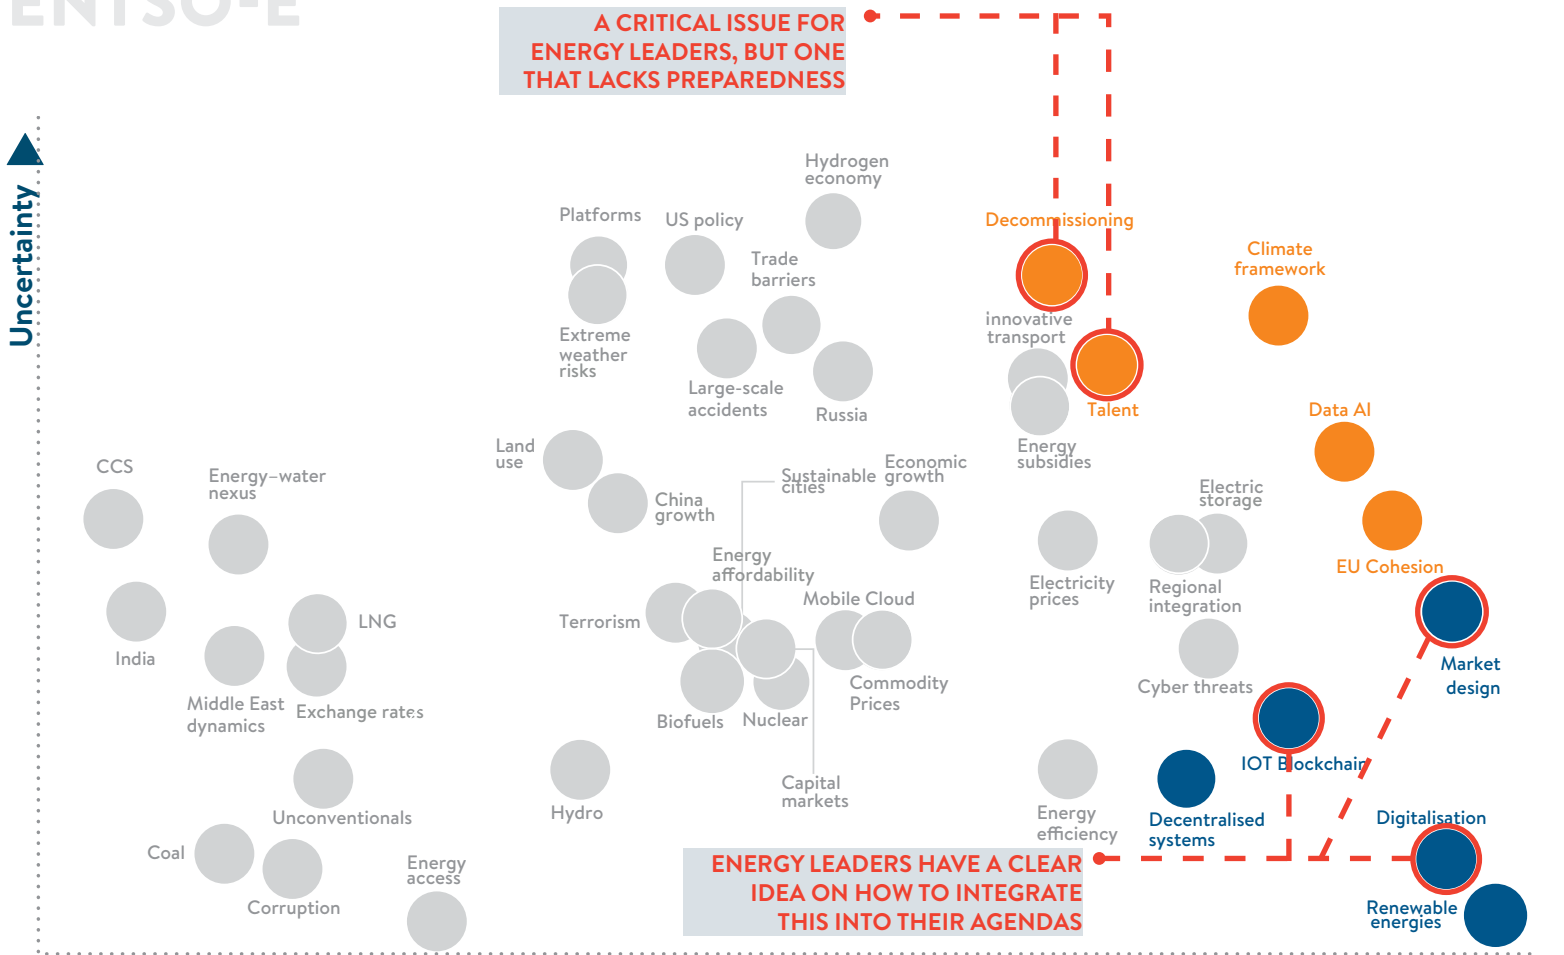 ENTSO-E
A CRITICAL ISSUE FOR
ENERGY LEADERS, BUT ONE
THAT LACKS PREPAREDNESS
Uncertainty
Hydrogen
economy
Platforms
US policy
Decommissioning
Trade
barriers
Climate
framework
innovative
transport
Extreme
weather
risks
Large-scale
accidents
Russia
Talent
Data AI
Land
use
Energy
subsidies
CCS
Energy–water
nexus
Sustainable
cities
Economic
growth
China
growth
Electric
storage
Energy
affordability
EU Cohesion
Electricity
prices
Regional
integration
Mobile Cloud
Terrorism
LNG
India
Market
design
Cyber threats
Commodity
Prices
Middle East
dynamics
Exchange rates
Biofuels
Nuclear
IOT Blockchain
Capital
markets
Hydro
Unconventionals
Energy
efficiency
Decentralised
systems
Digitalisation
Coal
Energy
access
Corruption
ENERGY LEADERS HAVE A CLEAR
IDEA ON HOW TO INTEGRATE
THIS INTO THEIR AGENDAS
Renewable
energies